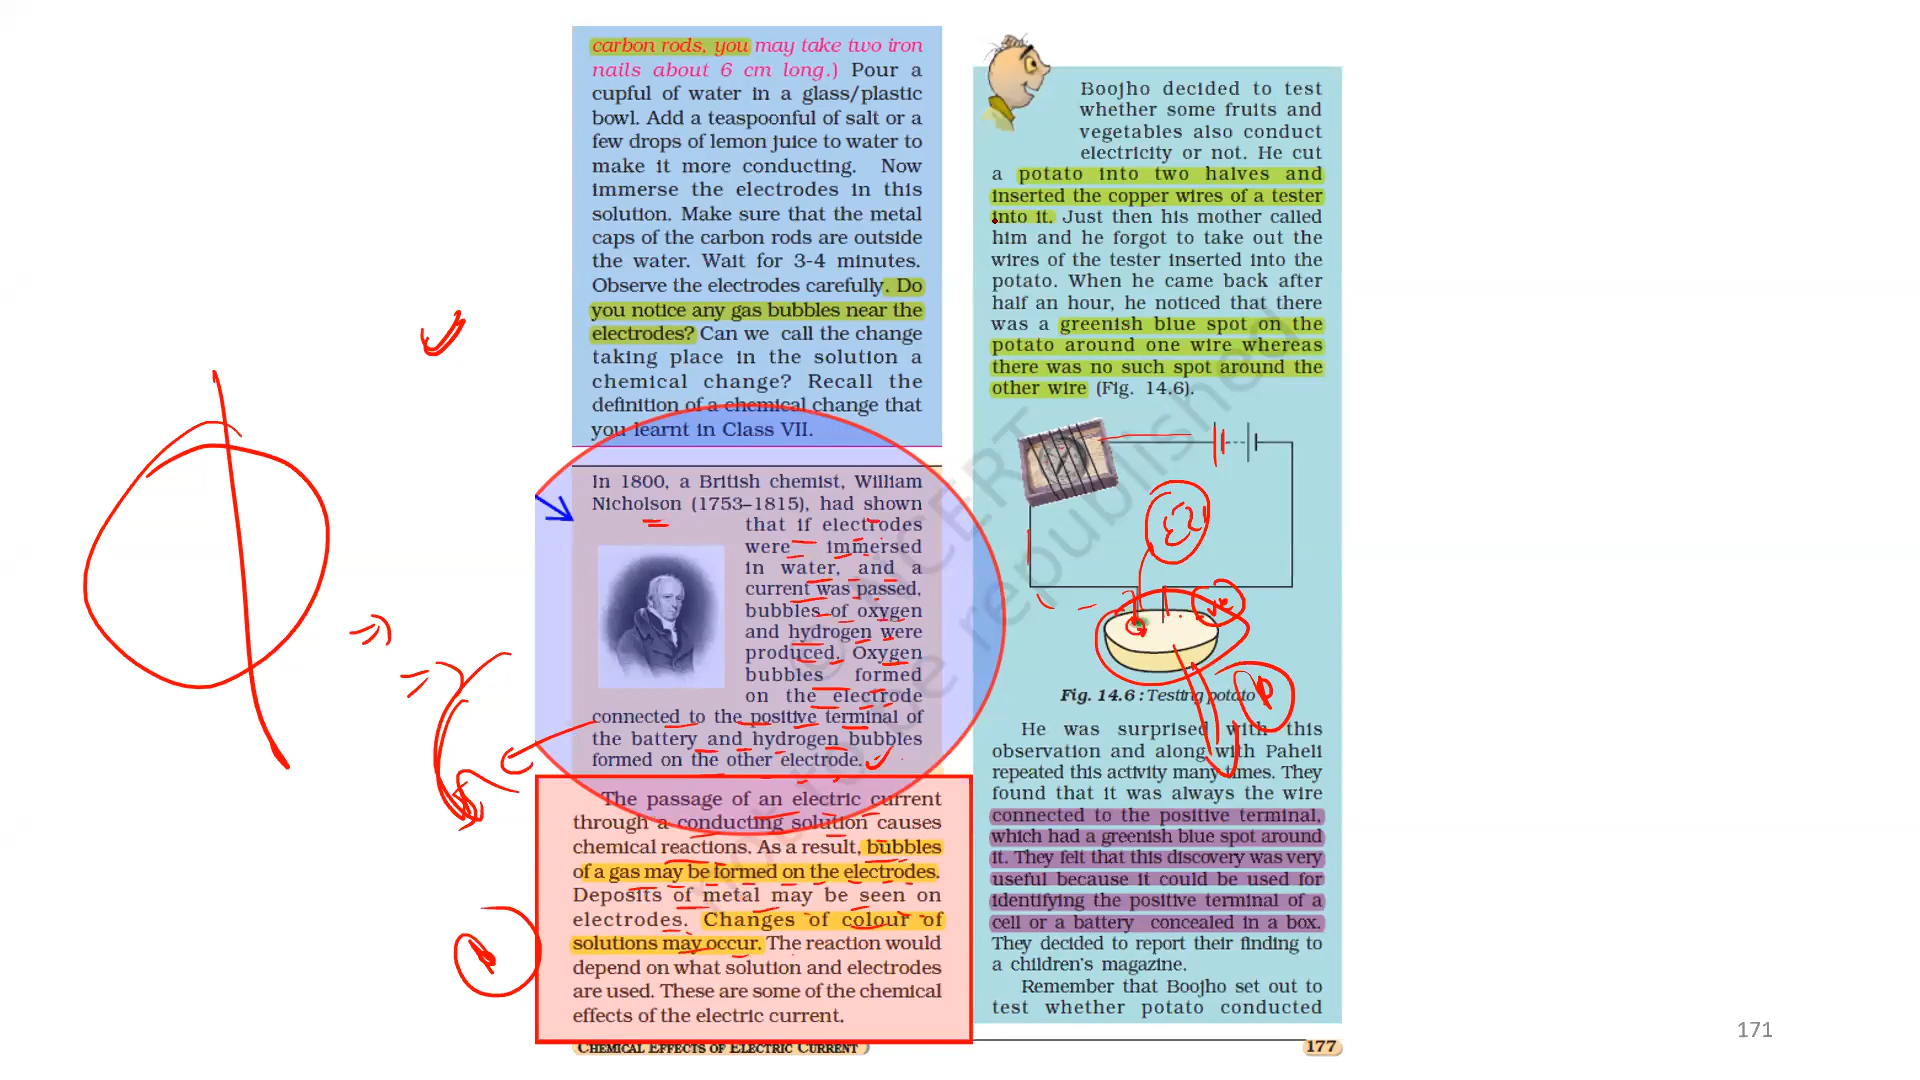 carbon rods, you may take two iron
nails about 6 cm long.) Pour a
cupful of water in a glass/plastic
bowl. Add a teaspoonful of salt or a
few drops of lemon juice to water to
make it more conducting. Now
immerse the electrodes in this
solution. Make sure that the metal
caps of the carbon rods are outside
the water. Wait for 3-4 minutes.
Observe the electrodes carefully. Do
you notice any gas bubbles near the
electrodes? Can we call the change
taking place in the solution a
chemical change? Recall the
definition of a chemical change that
you learnt in Class VII.
In 1800, a British chemist, William
Nicholson (1753–1815), had shown
that if electrodes
were immersed
in water, and a
current was passed,
bubbles of oxygen
and hydrogen were
produced. Oxygen
bubbles formed
on the electrode
connected to the positive terminal of
the battery and hydrogen bubbles
formed on the other electrode.
The passage of an electric current
through a conducting solution causes
chemical reactions. As a result, bubbles
of a gas may be formed on the electrodes.
Deposits of metal may be seen on
electrodes. Changes of colour of
solutions may occur. The reaction would
depend on what solution and electrodes
are used. These are some of the chemical
effects of the electric current.
CHEMICAL EFFECTS OF ELECTRIC CURRENT
Boojho decided to test
whether some fruits and
vegetables also conduct
electricity or not. He cut
a potato into two halves and
inserted the copper wires of a tester
into it. Just then his mother called
him and he forgot to take out the
wires of the tester inserted into the
potato. When he came back after
half an hour, he noticed that there
was a greenish blue spot on the
potato around one wire whereas
there was no such spot around the
other wire (Fig. 14.6).
Fig. 14.6 : Testing potato
He was surprised with this
observation and along with Paheli
repeated this activity many times. They
found that it was always the wire
connected to the positive terminal,
which had a greenish blue spot around
it. They felt that this discovery was very
useful because it could be used for
identifying the positive terminal of a
cell or a battery concealed in a box.
They decided to report their finding to
a children's magazine.
Remember that Boojho set out to
test whether potato conducted
177
© NCERT
not to be republished
171